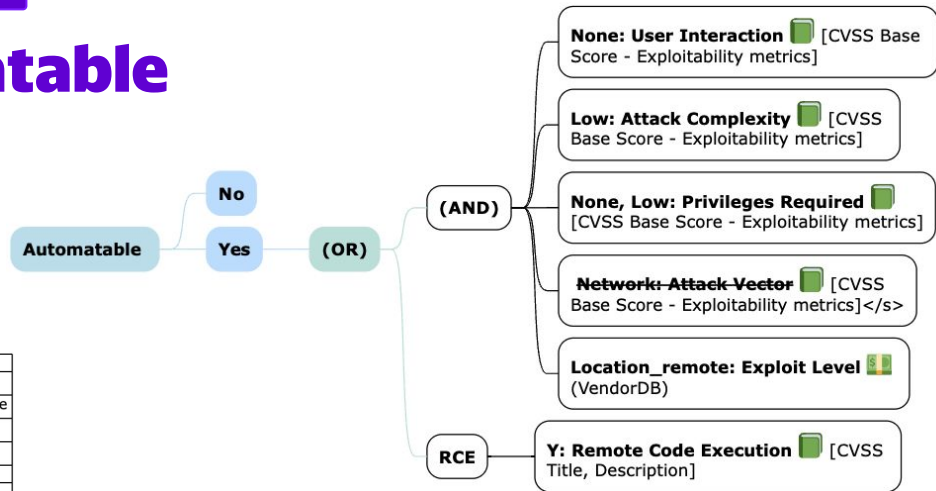 atable
None: User Interaction [CVSS Base
Score - Exploitability metrics]
Low: Attack Complexity [CVSS
Base Score - Exploitability metrics]
No
None, Low: Privileges Required
[CVSS Base Score - Exploitability metrics]
(AND)
Automatable
Yes
(OR)
Network: Attack Vector [CVSS
Base Score - Exploitability metrics]</s>
Location_remote: Exploit Level
(VendorDB)
e
RCE
Y: Remote Code Execution [CVSS
Title, Description]